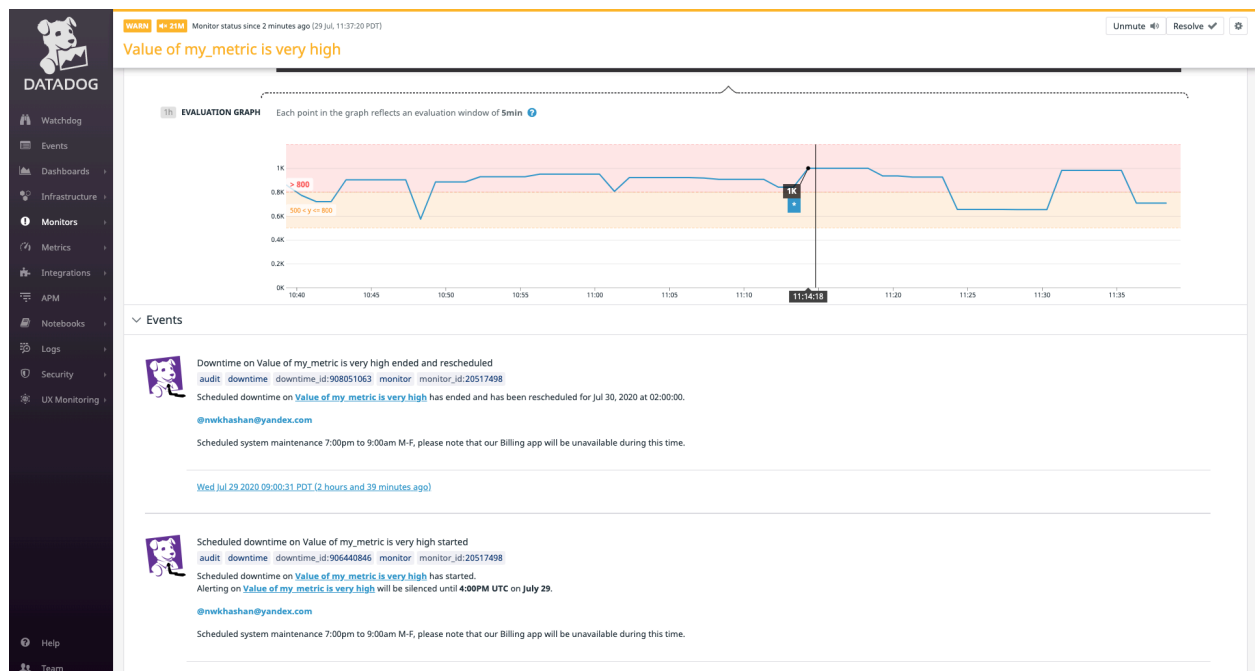 WARN 21M Monitor status since 2 minutes ago (29 Jul, 11:37:20 PDT)
Value of my_metric is very high
Unmute Resolve
DATADOG
Watchdog
Events
Dashboards
Infrastructure
Monitors
Metrics
Integrations
APM
Notebooks
Logs
Security
UX Monitoring
Help
Team
1h EVALUATION GRAPH Each point in the graph reflects an evaluation window of 5min ?
1K
> 800
0.8K
500 < y <= 800
0.6K
0.4K
0.2K
0K
1K
*
10:40 10:45 10:50 10:55 11:00 11:05 11:10 11:14:18 11:20 11:25 11:30 11:35
Events
Downtime on Value of my_metric is very high ended and rescheduled
audit downtime downtime_id:908051063 monitor monitor_id:20517498
Scheduled downtime on Value of my_metric is very high has ended and has been rescheduled for Jul 30, 2020 at 02:00:00.
@nwkhashan@yandex.com
Scheduled system maintenance 7:00pm to 9:00am M-F, please note that our Billing app will be unavailable during this time.
Wed Jul 29 2020 09:00:31 PDT (2 hours and 39 minutes ago)
Scheduled downtime on Value of my_metric is very high started
audit downtime downtime_id:906440846 monitor monitor_id:20517498
Scheduled downtime on Value of my_metric is very high has started.
Alerting on Value of my_metric is very high will be silenced until 4:00PM UTC on July 29.
@nwkhashan@yandex.com
Scheduled system maintenance 7:00pm to 9:00am M-F, please note that our Billing app will be unavailable during this time.